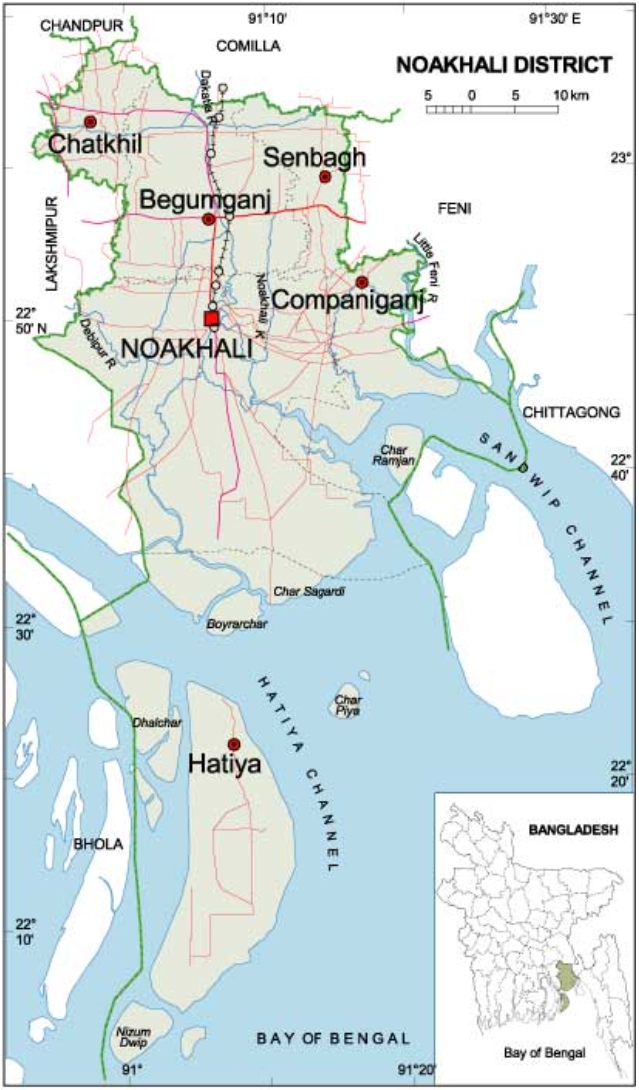 CHANDPUR
91°10'
91°30' E
COMILLA
NOAKHALI DISTRICT
5 0 6 10 km
Dakatia R
Chatkhil
Senbagh
23°
Begumganj
FENI
LAKSHMIPUR
Little Feni R
Companiganj
Noakhali K
22°
50' N
Debipur R
NOAKHALI
CHITTAGONG
Char
Ramjan
SANWIP CHANNEL
22°
40'
Char Sagardi
Boyrarchar
22°
30'
HATIYA CHANNEL
Char
Piya
Dhalchar
Hatiya
22°
20'
BHOLA
BANGLADESH
22°
10'
Nizum
Dwip
BAY OF BENGAL
Bay of Bengal
91°
91°20'